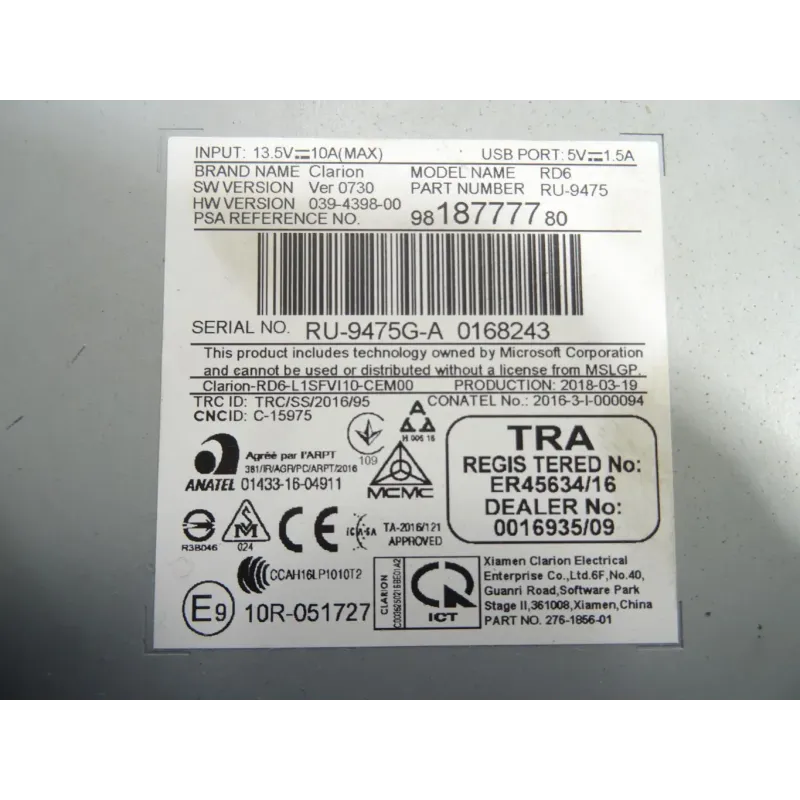 INPUT: 13.5V⎓10A(MAX) USB PORT: 5V⎓1.5A
BRAND NAME Clarion MODEL NAME RD6
SW VERSION Ver 0730 PART NUMBER RU-9475
HW VERSION 039-4398-00
PSA REFERENCE NO. 9818777780
SERIAL NO. RU-9475G-A 0168243
This product includes technology owned by Microsoft Corporation
and cannot be used or distributed without a license from MSLGP.
Clarion-RD6-L1SFVI10-CEM00 PRODUCTION: 2018-03-19
TRC ID: TRC/SS/2016/95 CONATEL No.: 2016-3-I-000094
CNCID: C-15975
Agréé par l'ARPT
381/IR/AGR/PC/ARPT/2016
ANATEL 01433-16-04911
109
H 006 16
MCMC
TRA
REGIS TERED No:
ER45634/16
DEALER No:
0016935/09
R3B046
M
024
CE
ICASA
TA-2016/121
APPROVED
CCAH16LP1010T2
E9 10R-051727
CLARION
ICT
Xiamen Clarion Electrical
Enterprise Co.,Ltd.6F,No.40,
Guanri Road,Software Park
Stage II,361008,Xiamen,China
PART NO. 276-1856-01